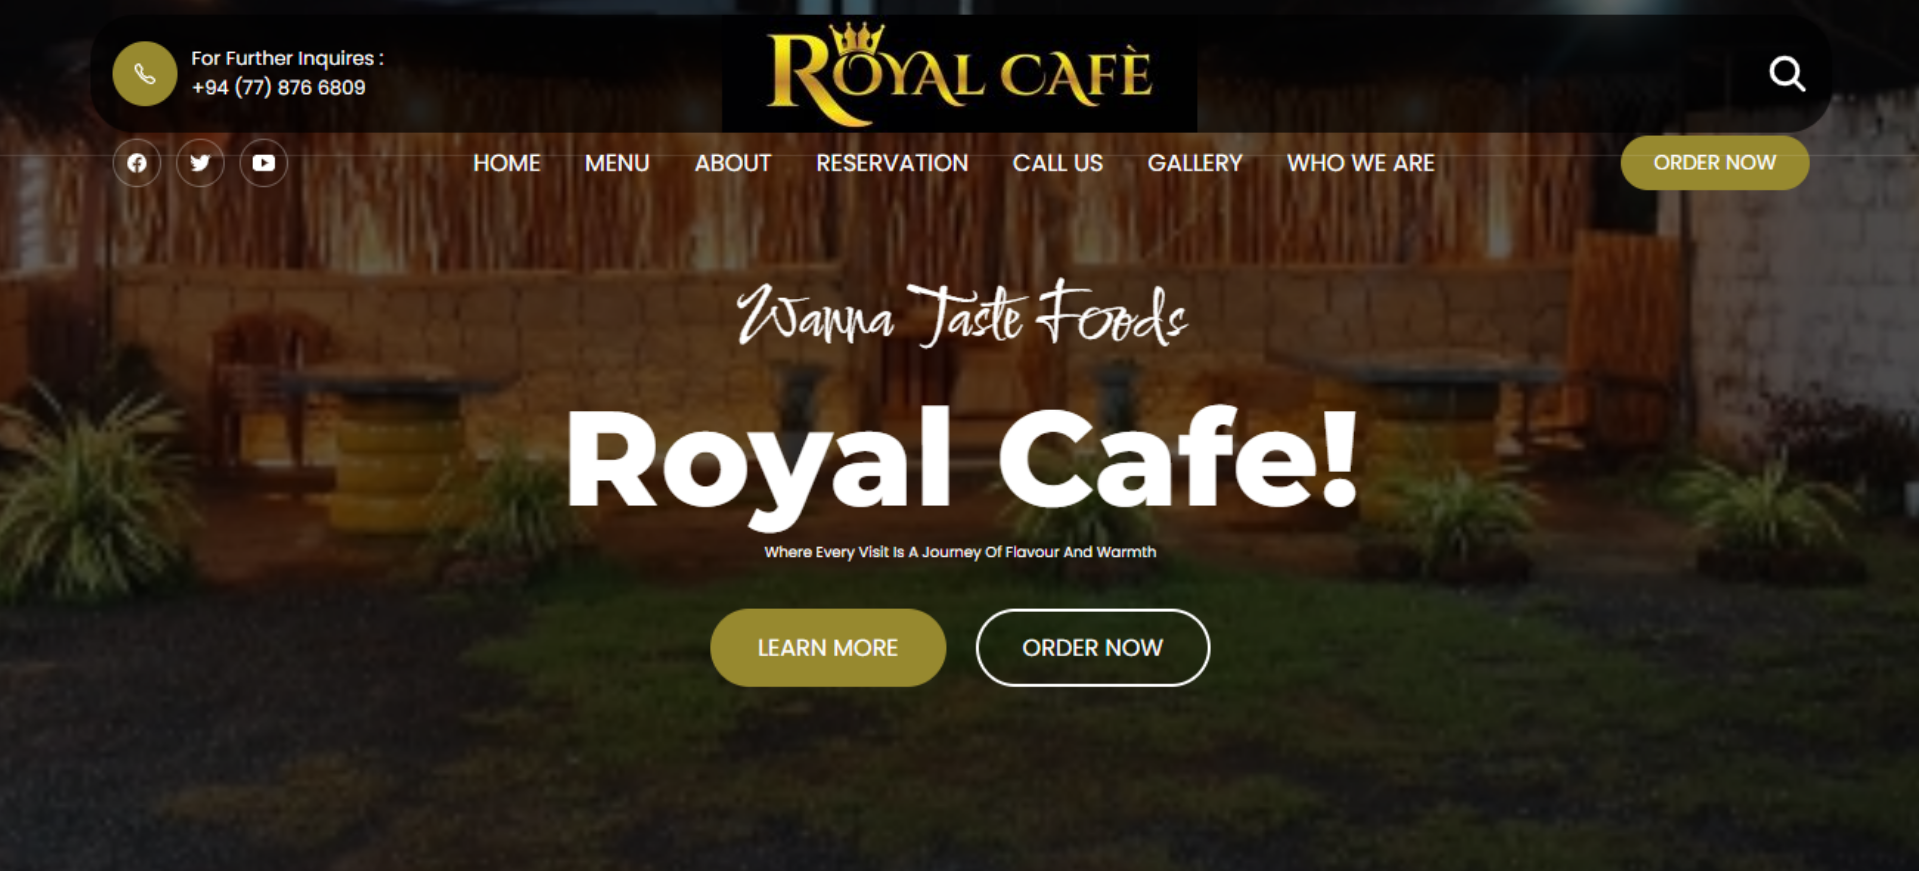 For Further Inquires :
+94 (77) 876 6809
ROYAL CAFÈ
HOME MENU ABOUT RESERVATION CALL US GALLERY WHO WE ARE
ORDER NOW
Wanna Taste Foods
Royal Cafe!
Where Every Visit Is A Journey Of Flavour And Warmth
LEARN MORE
ORDER NOW